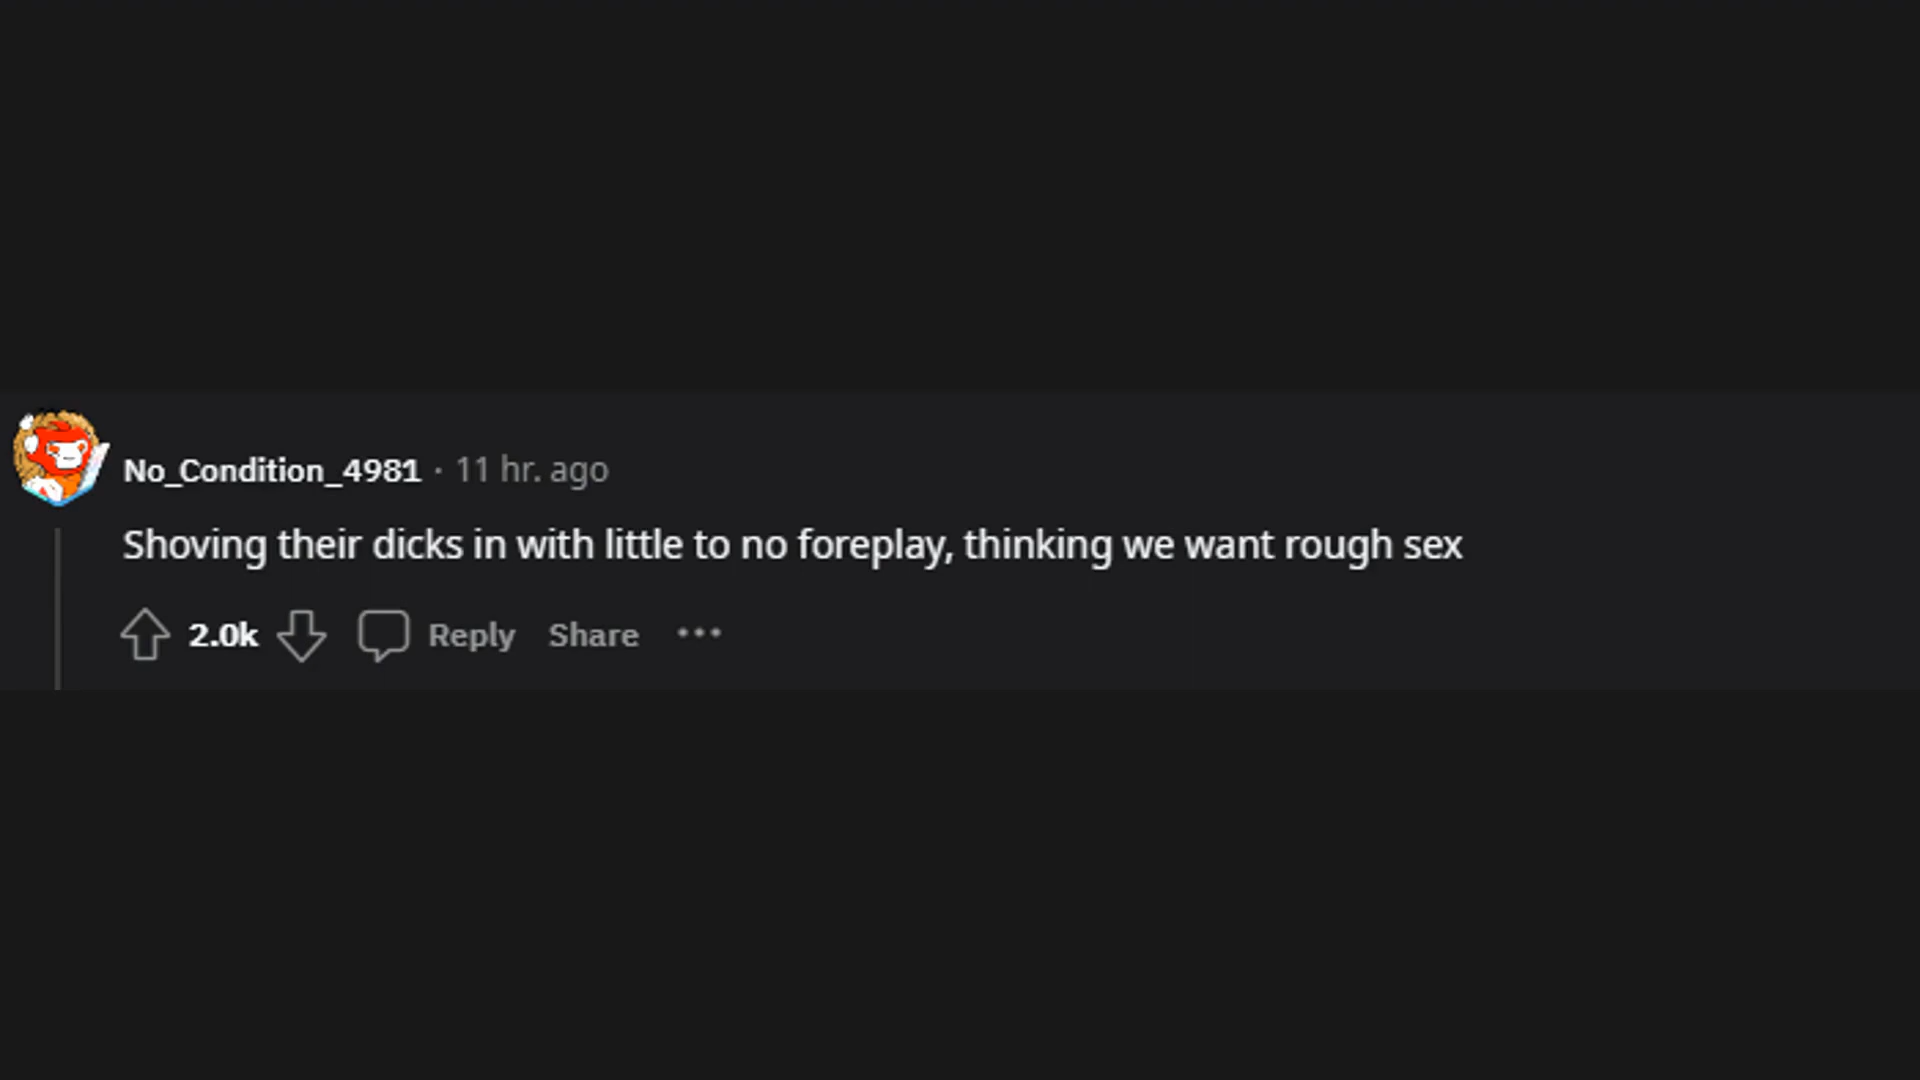 No_Condition_4981 · 11 hr. ago
Shoving their dicks in with little to no foreplay, thinking we want rough sex
2.0k Reply Share ···